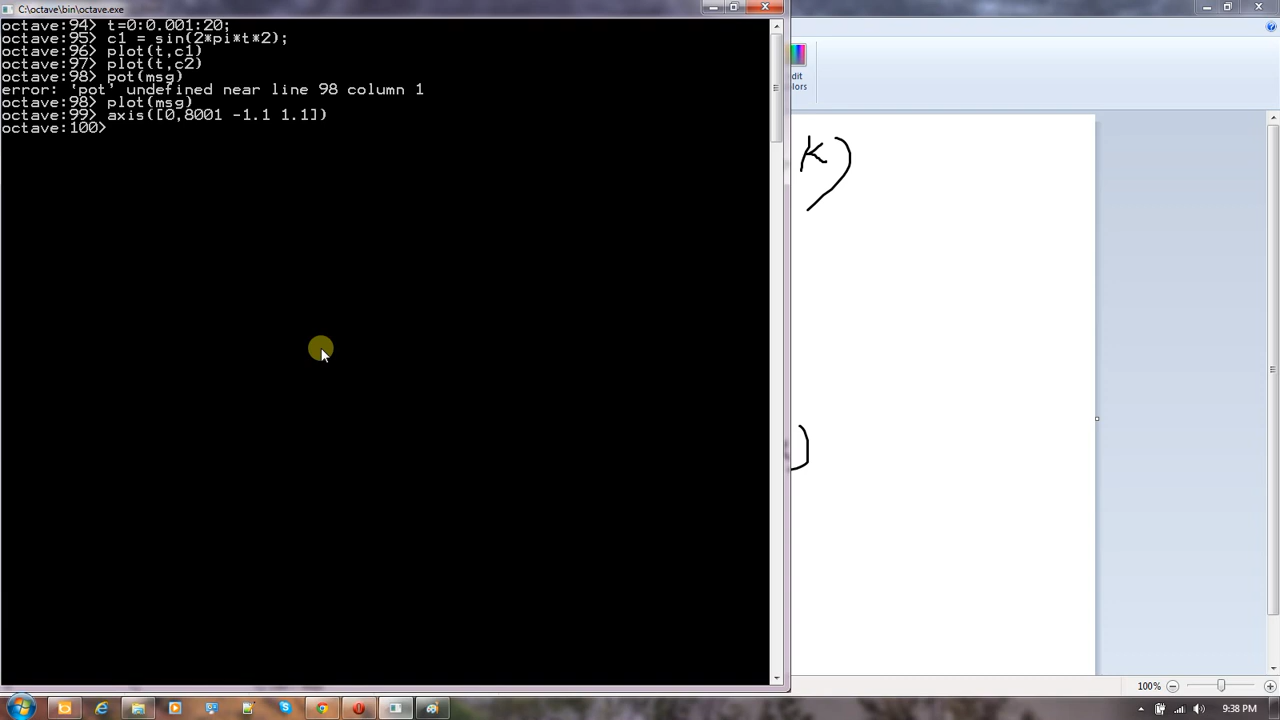 C:\octave\bin\octave.exe
octave:94> t=0:0.001:20;
octave:95> c1 = sin(2*pi*t*2);
octave:96> plot(t,c1)
octave:97> plot(t,c2)
octave:98> pot(msg)
error: 'pot' undefined near line 98 column 1
octave:98> plot(msg)
octave:99> axis([0,8001 -1.1 1.1])
octave:100>
dit
lors
K)
)
100%
9:38 PM